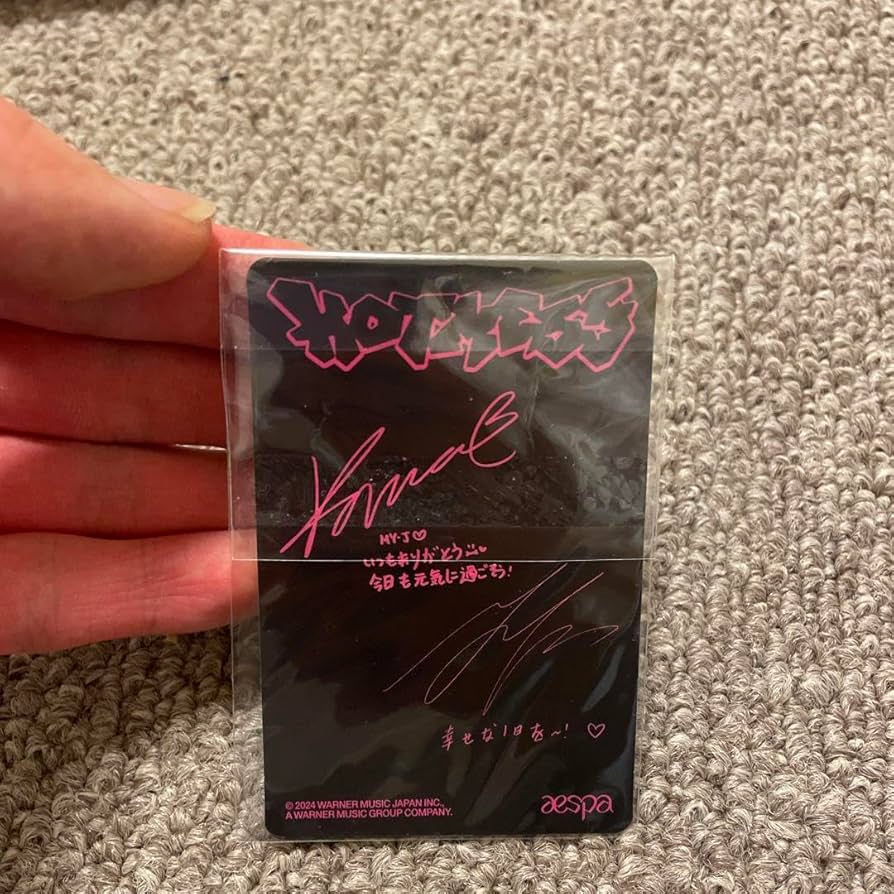 HOT MESS
MY-J♡
いつもありがとう
今日も元気に過ごそう!
幸せな1日を〜! ♡
© 2024 WARNER MUSIC JAPAN INC.,
A WARNER MUSIC GROUP COMPANY.
aespa